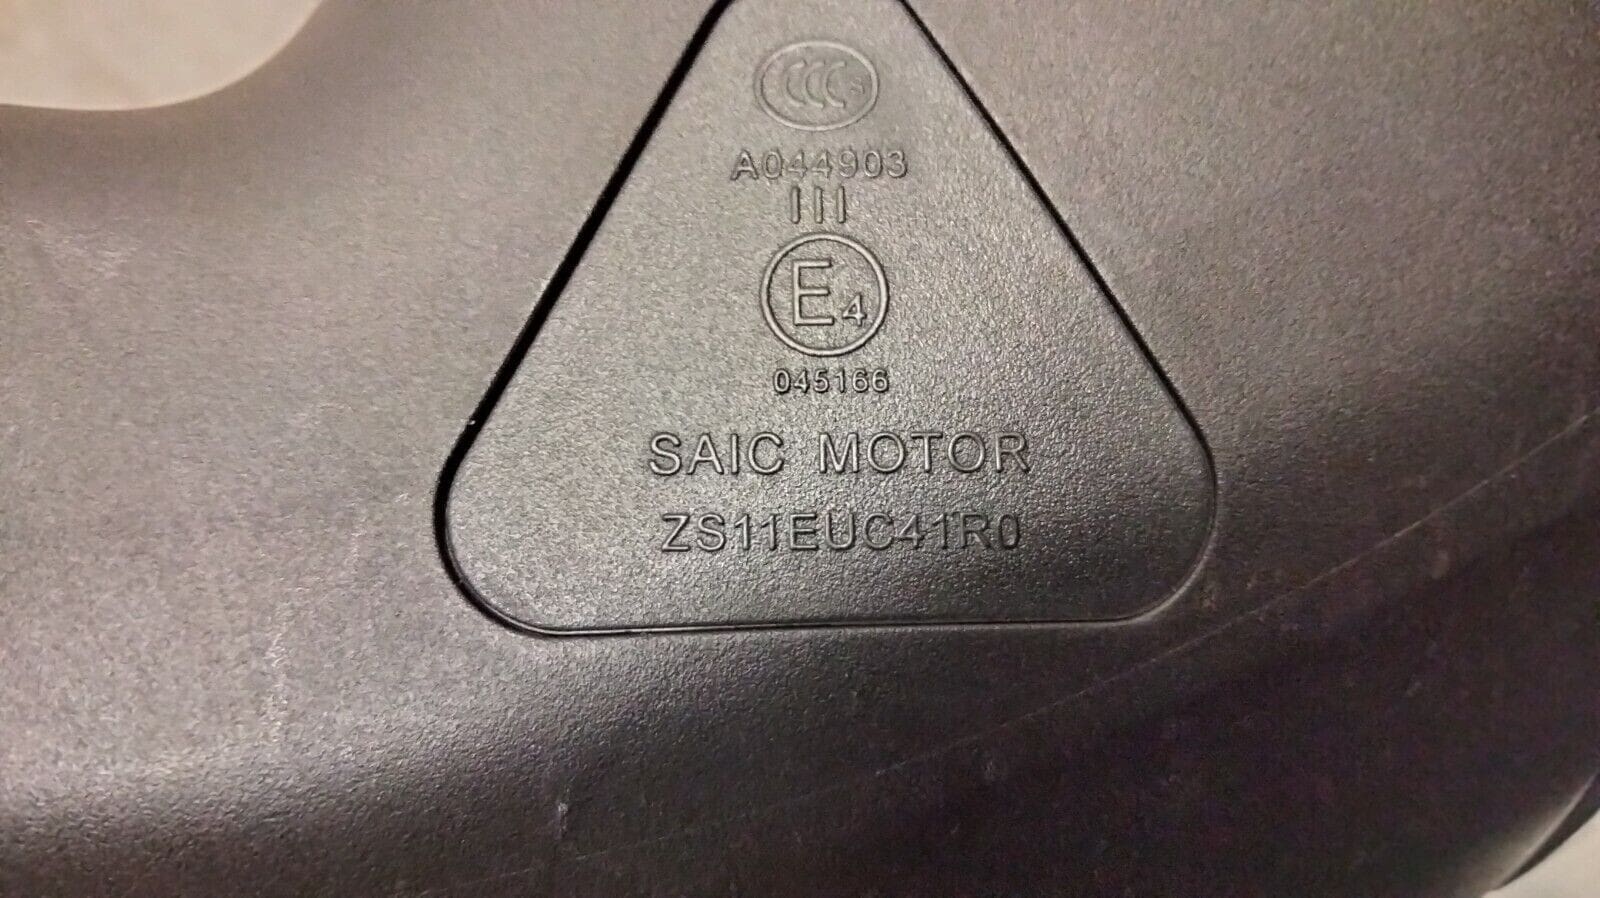 CCC
A044903
III
E4
045166
SAIC MOTOR
ZS11EUC41R0